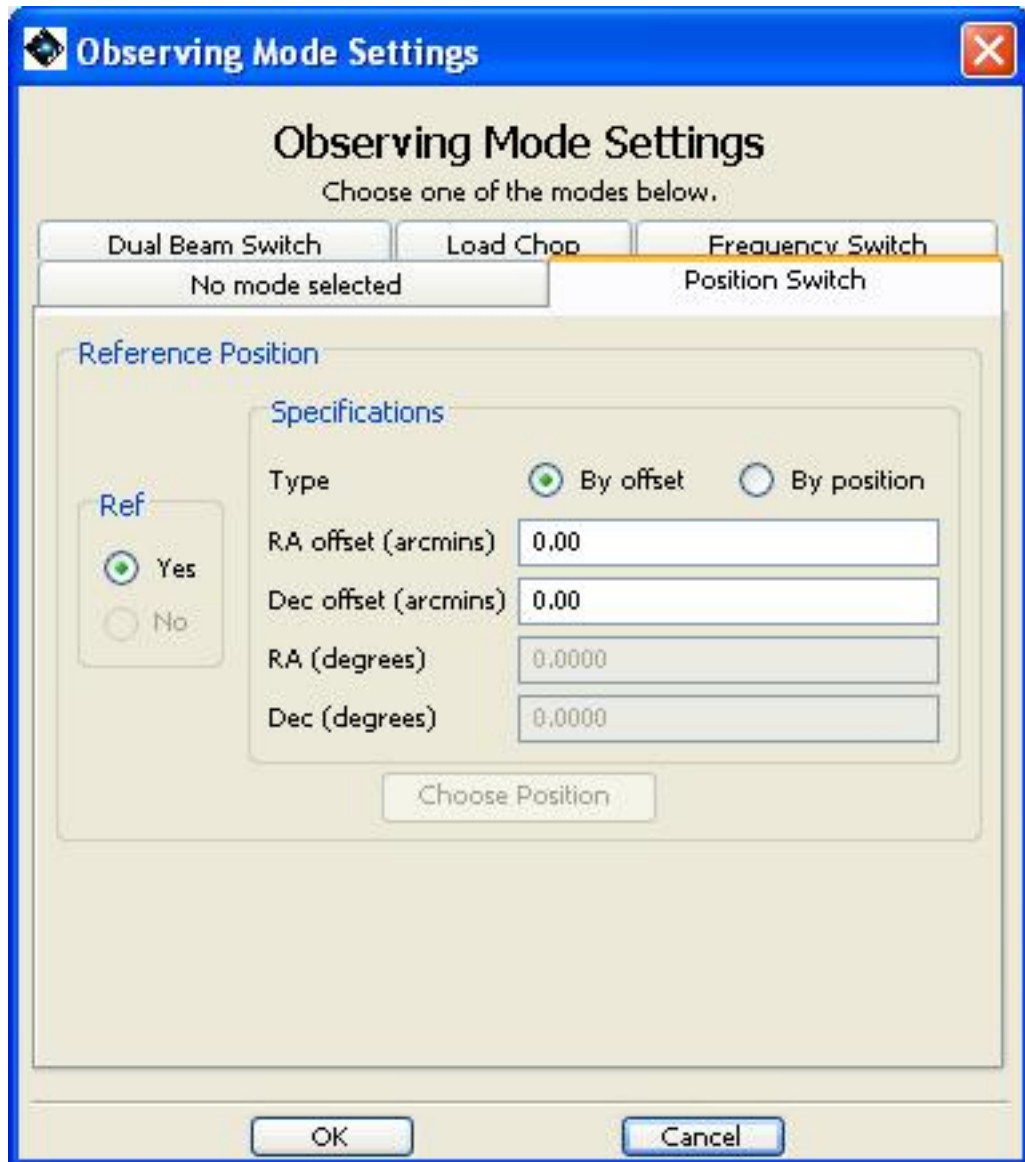 Observing Mode Settings
Observing Mode Settings
Choose one of the modes below.
Dual Beam Switch Load Chop Frequency Switch
No mode selected Position Switch
Reference Position
Specifications
Type By offset By position
Ref
RA offset (arcmins) 0.00
Yes
Dec offset (arcmins) 0.00
No
RA (degrees) 0.0000
Dec (degrees) 0.0000
Choose Position
OK Cancel